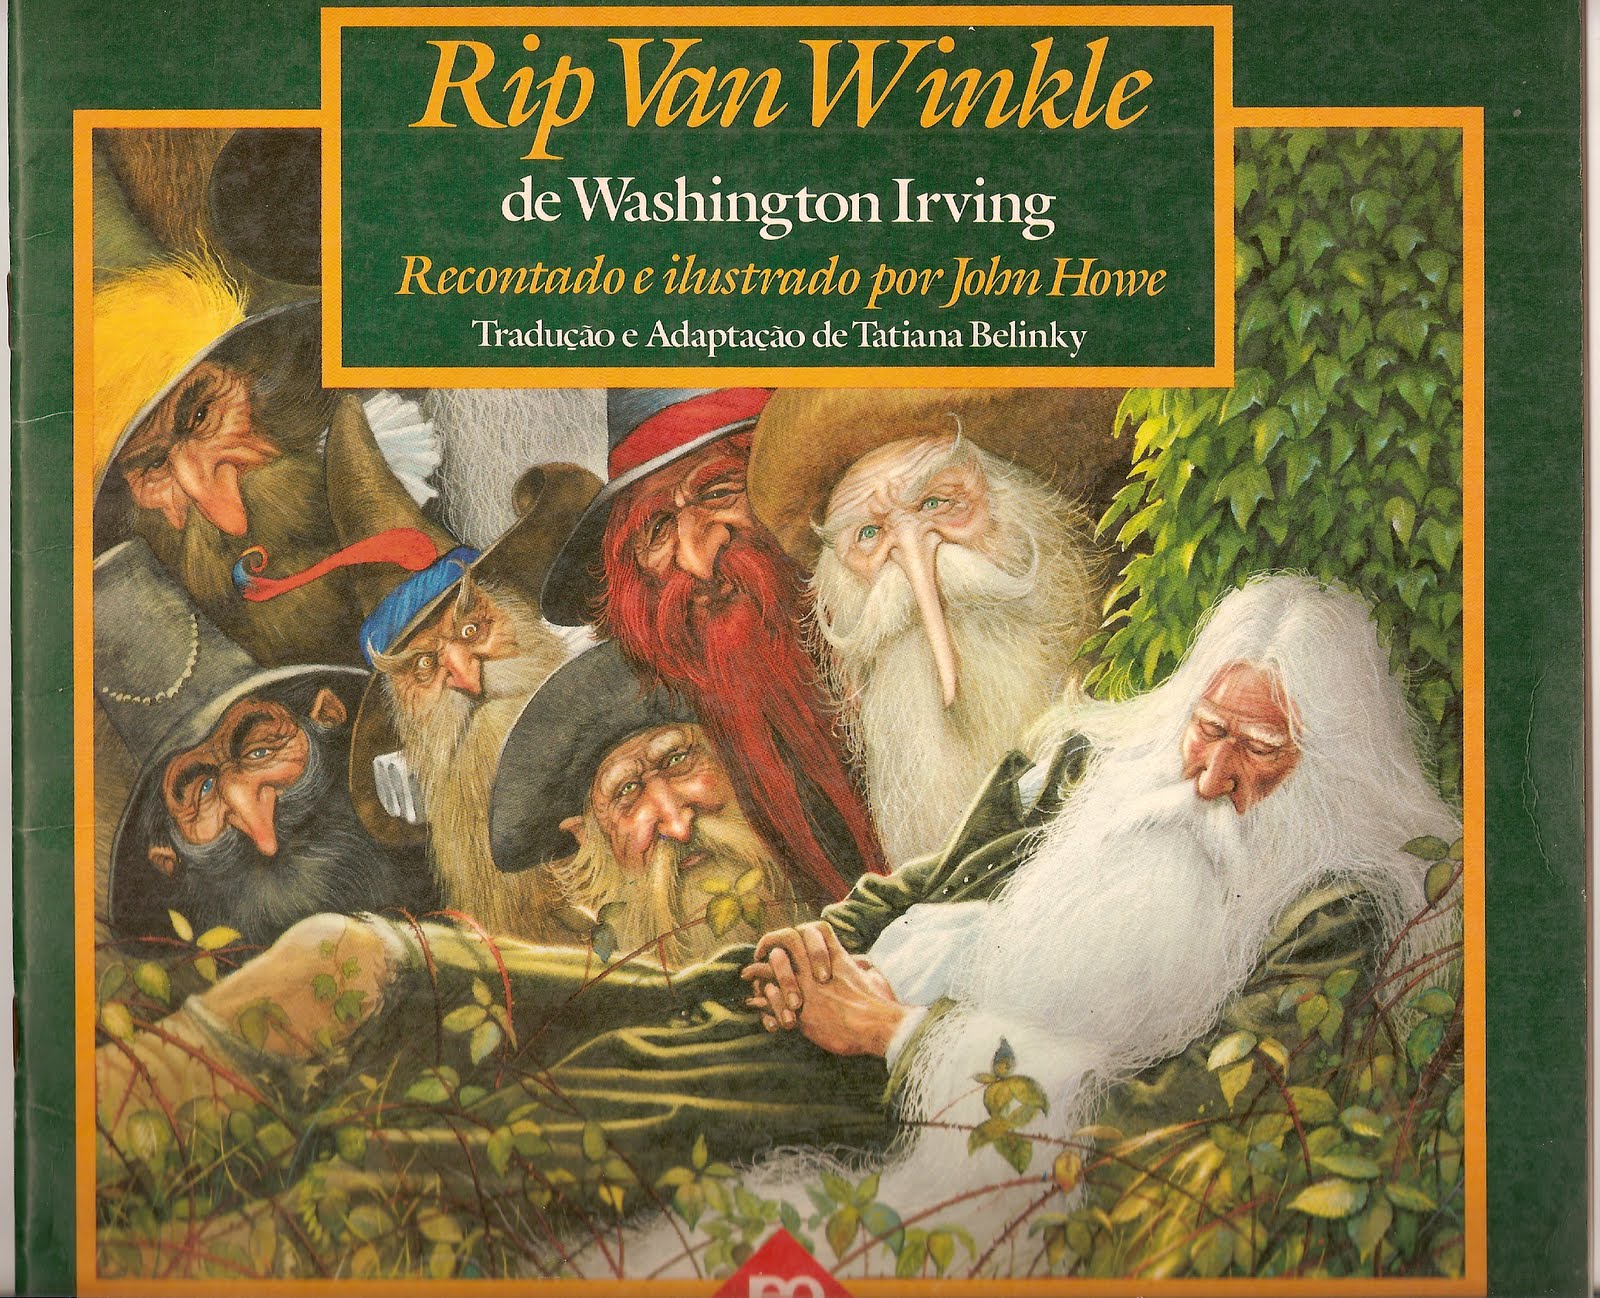 Rip Van Winkle
de Washington Irving
Recontado e ilustrado por John Howe
Tradução e Adaptação de Tatiana Belinky